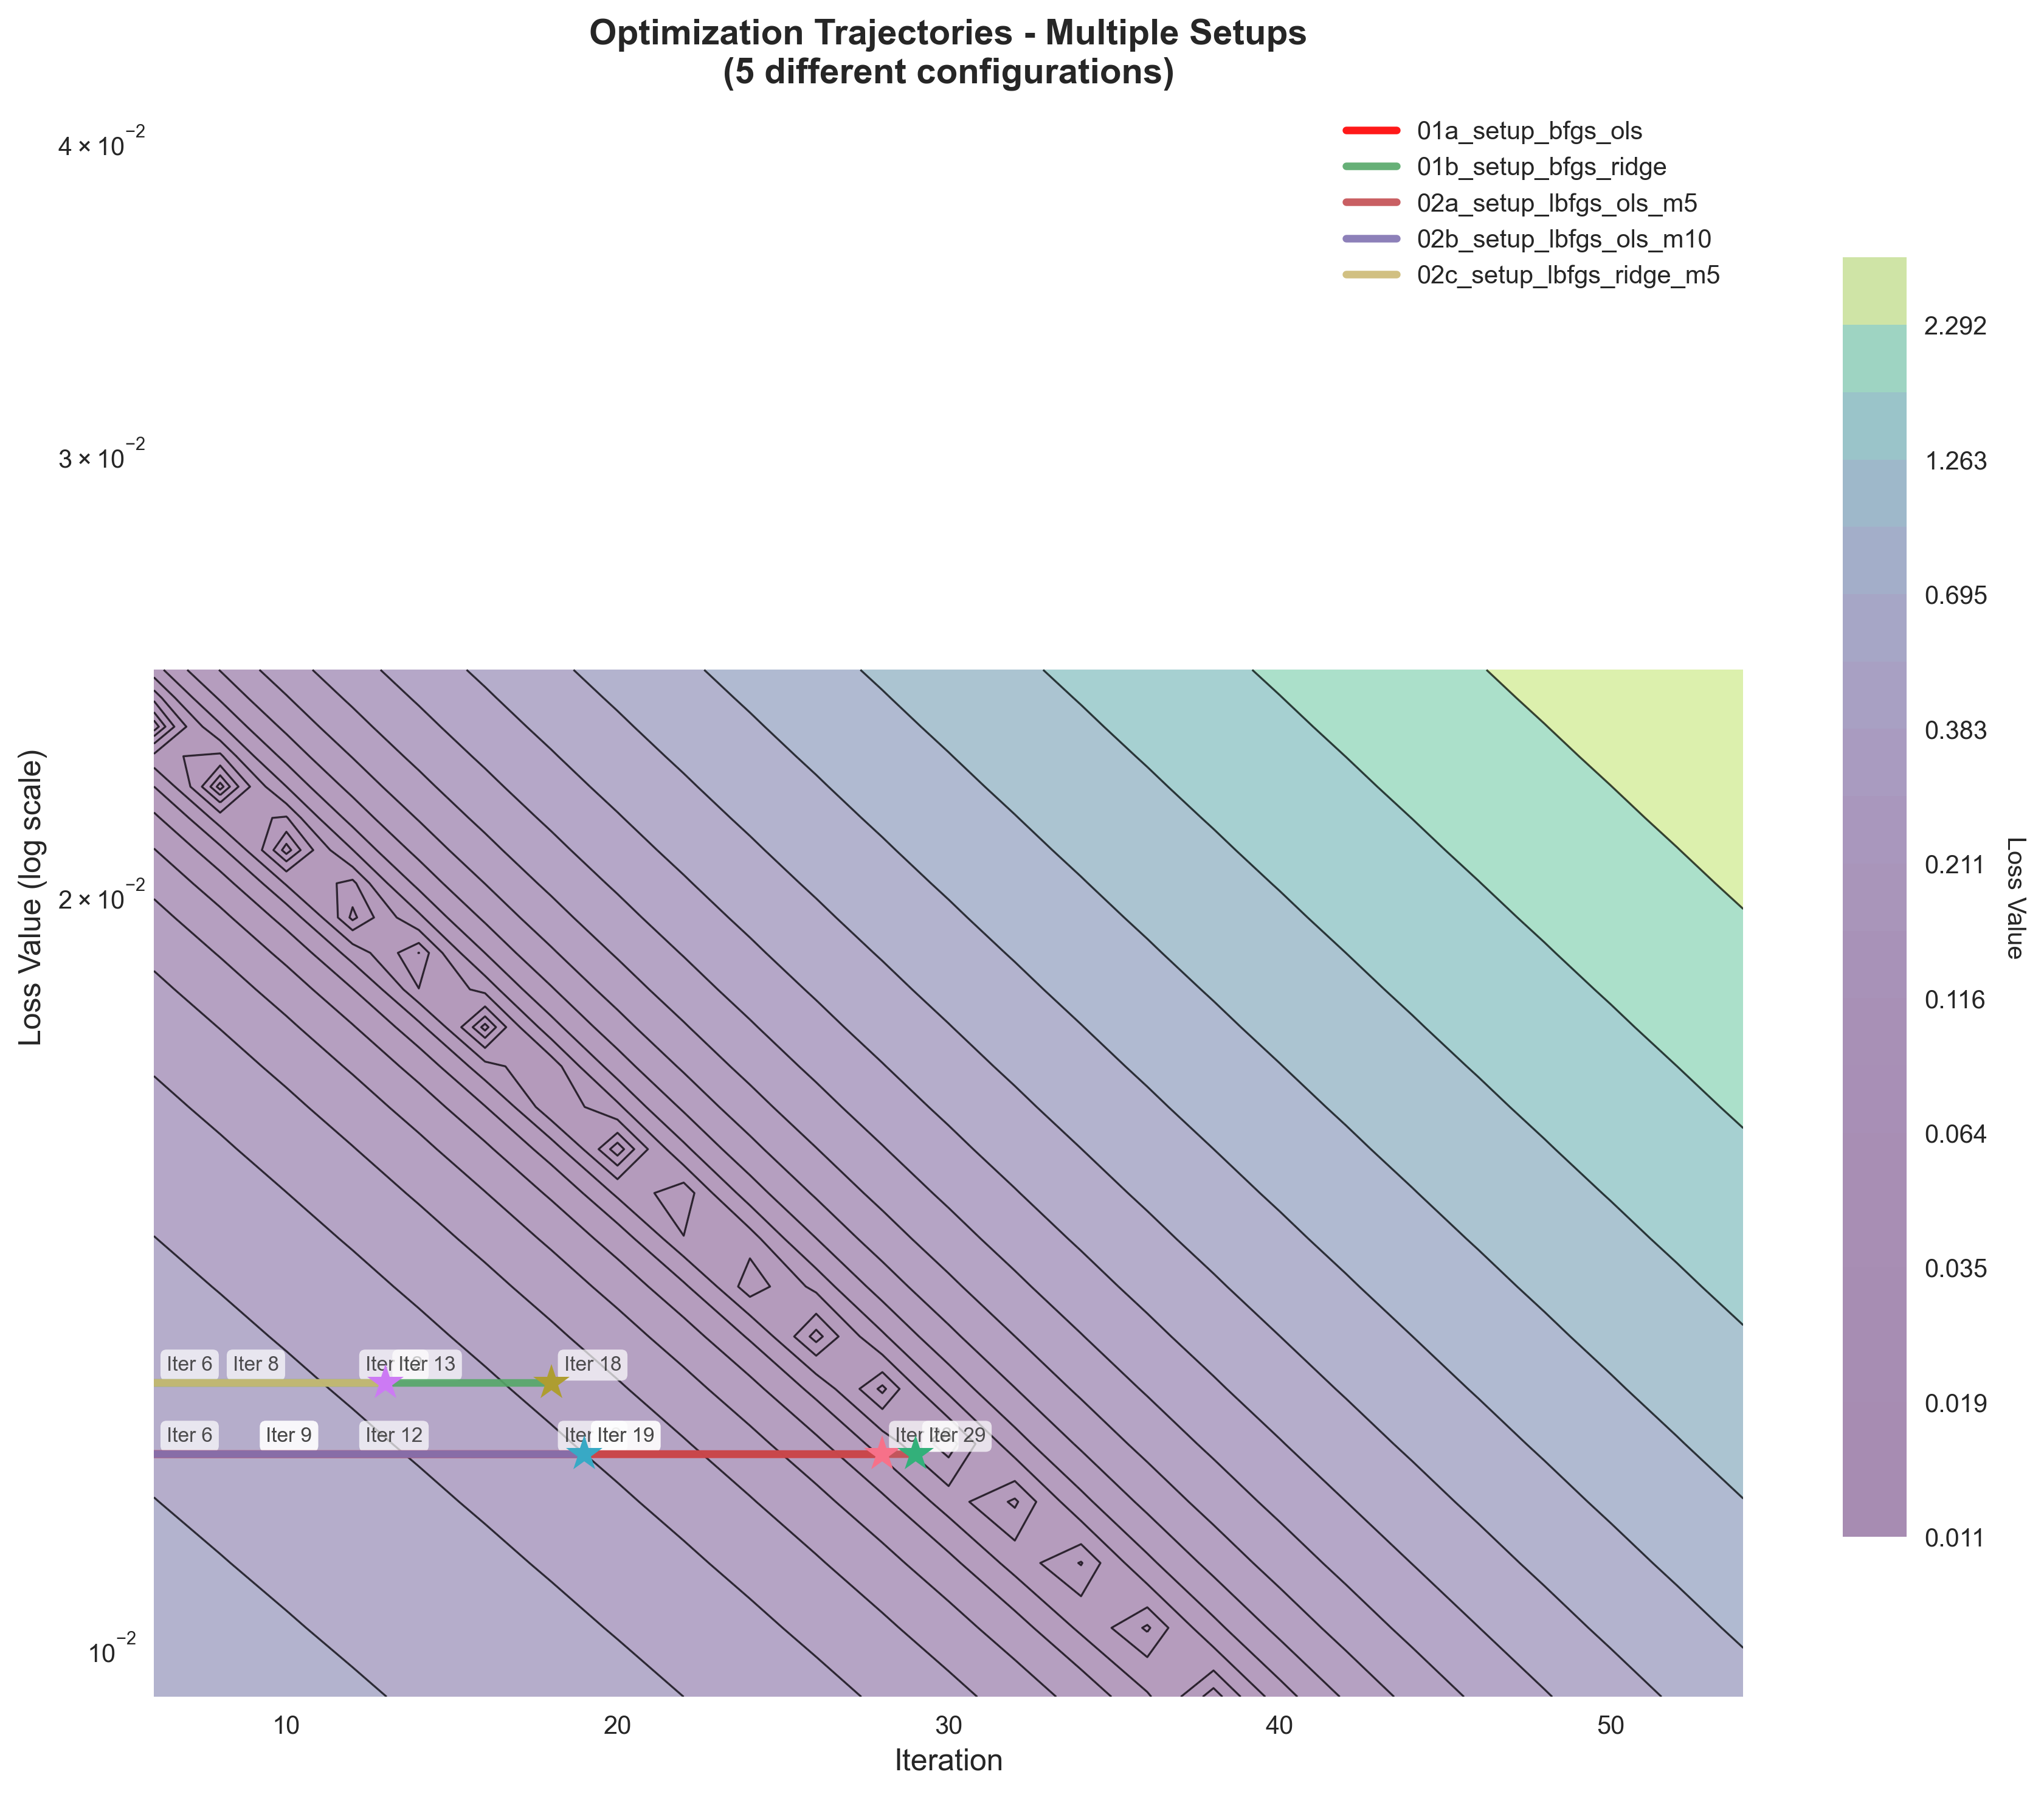 Optimization Trajectories - Multiple Setups
(5 different configurations)
01a_setup_bfgs_ols
01b_setup_bfgs_ridge
02a_setup_lbfgs_ols_m5
02b_setup_lbfgs_ols_m10
02c_setup_lbfgs_ridge_m5
4 × 10⁻²
3 × 10⁻²
2 × 10⁻²
10⁻²
Loss Value (log scale)
Iter 6
Iter 8
Iter 13
Iter 18
Iter 6
Iter 9
Iter 12
Iter 19
Iter 29
10
20
30
40
50
Iteration
2.292
1.263
0.695
0.383
0.211
0.116
0.064
0.035
0.019
0.011
Loss Value